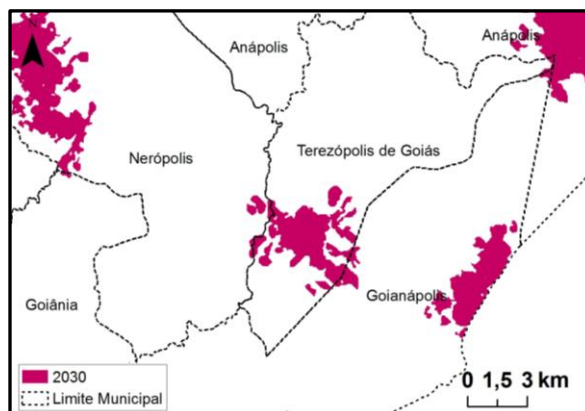 Anápolis
Anápolis
Nerópolis
Terezópolis de Goiás
Goiânia
Goianápolis
2030
Limite Municipal
0 1,5 3 km